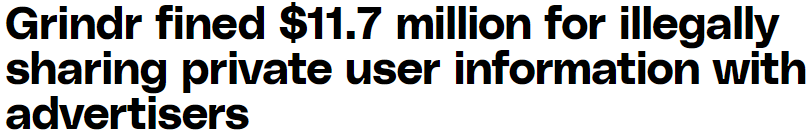 Grindr fined $11.7 million for illegally
sharing private user information with
advertisers